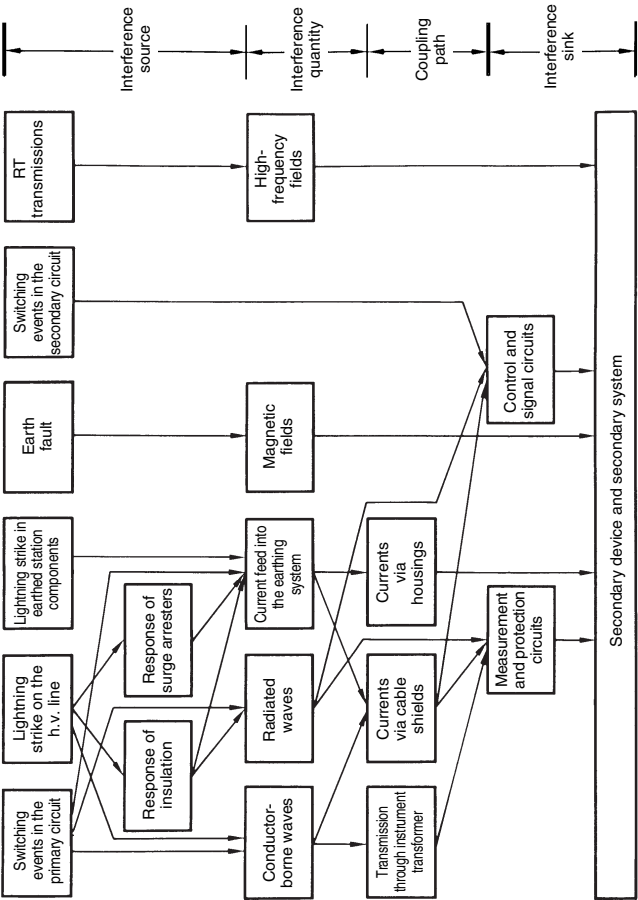 Switching
events in the
primary circuit
Lightning
strike on the
h.v. line
Lightning strike in
earthed station
components
Earth
fault
Switching
events in the
secondary circuit
RT
transmissions
Interference
source
Response of
insulation
Response of
surge arresters
Conductor-
borne waves
Radiated
waves
Current feed into
the earthing
system
Magnetic
fields
High-
frequency
fields
Interference
quantity
Transmission
through instument
transformer
Currents
via cable
shields
Currents
via
housings
Coupling
path
Measurement
and protection
circuits
Control and
signal circuits
Interference
sink
Secondary device and secondary system